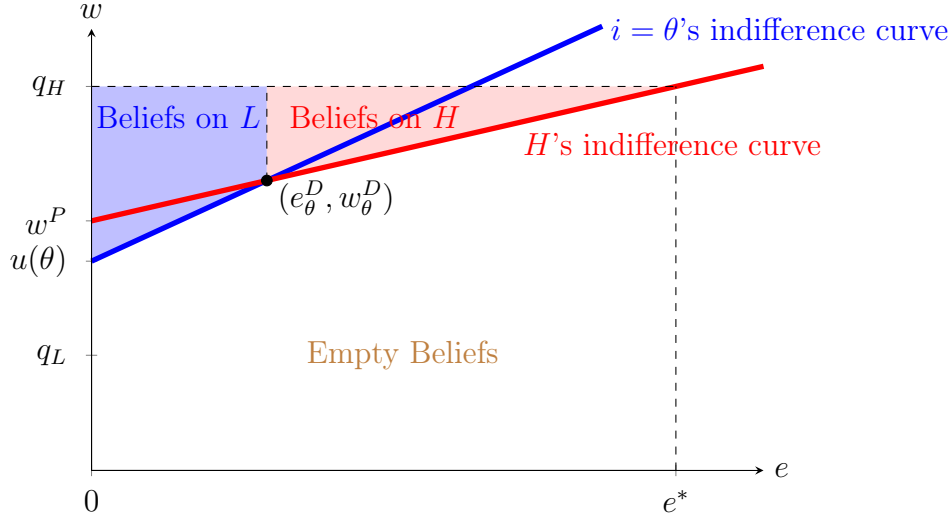 w
i = θ's indifference curve
q_H
Beliefs on L
Beliefs on H
H's indifference curve
(e_θ^D, w_θ^D)
w^P
u(θ)
q_L
Empty Beliefs
e
0
e*